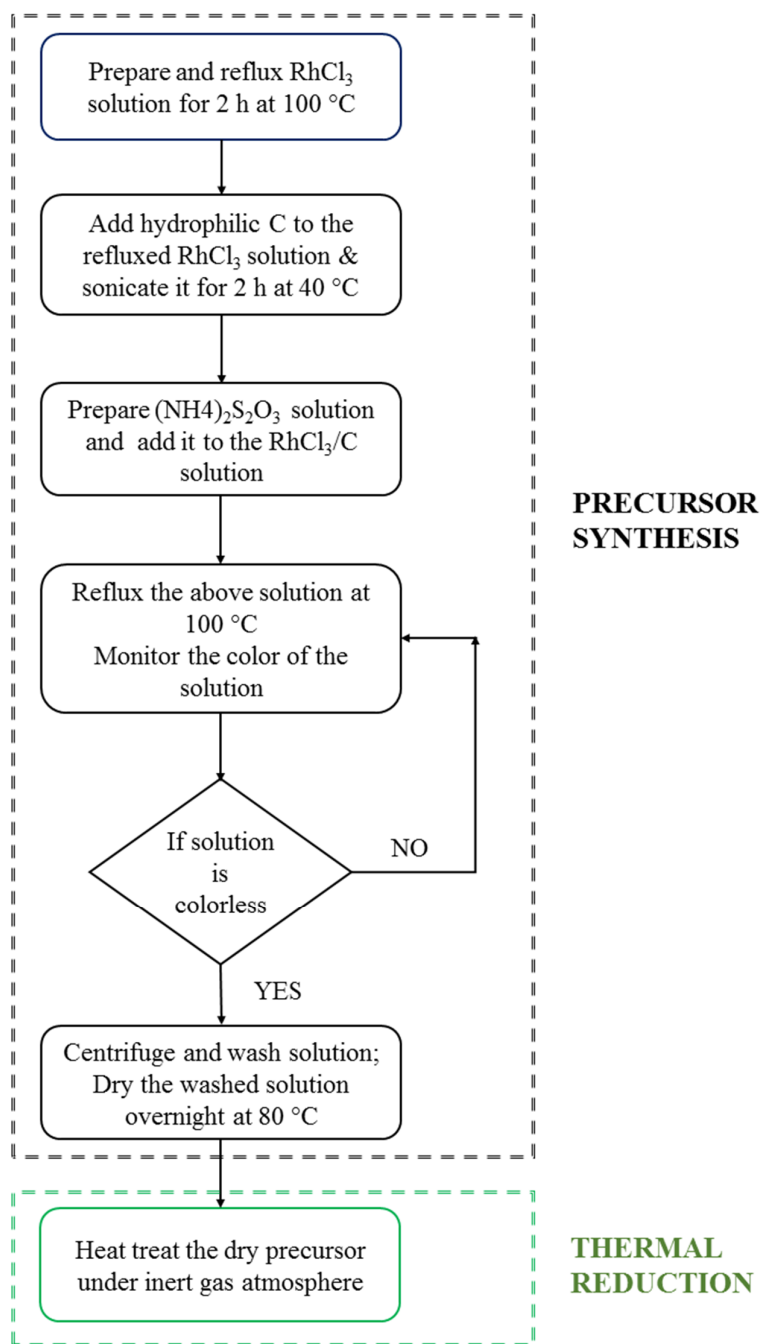 Prepare and reflux RhCl₃
solution for 2 h at 100 °C
Add hydrophilic C to the
refluxed RhCl₃ solution &
sonicate it for 2 h at 40 °C
Prepare (NH4)₂S₂O₃ solution
and add it to the RhCl₃/C
solution
Reflux the above solution at
100 °C
Monitor the color of the
solution
If solution
is
colorless
NO
YES
Centrifuge and wash solution;
Dry the washed solution
overnight at 80 °C
PRECURSOR
SYNTHESIS
Heat treat the dry precursor
under inert gas atmosphere
THERMAL
REDUCTION